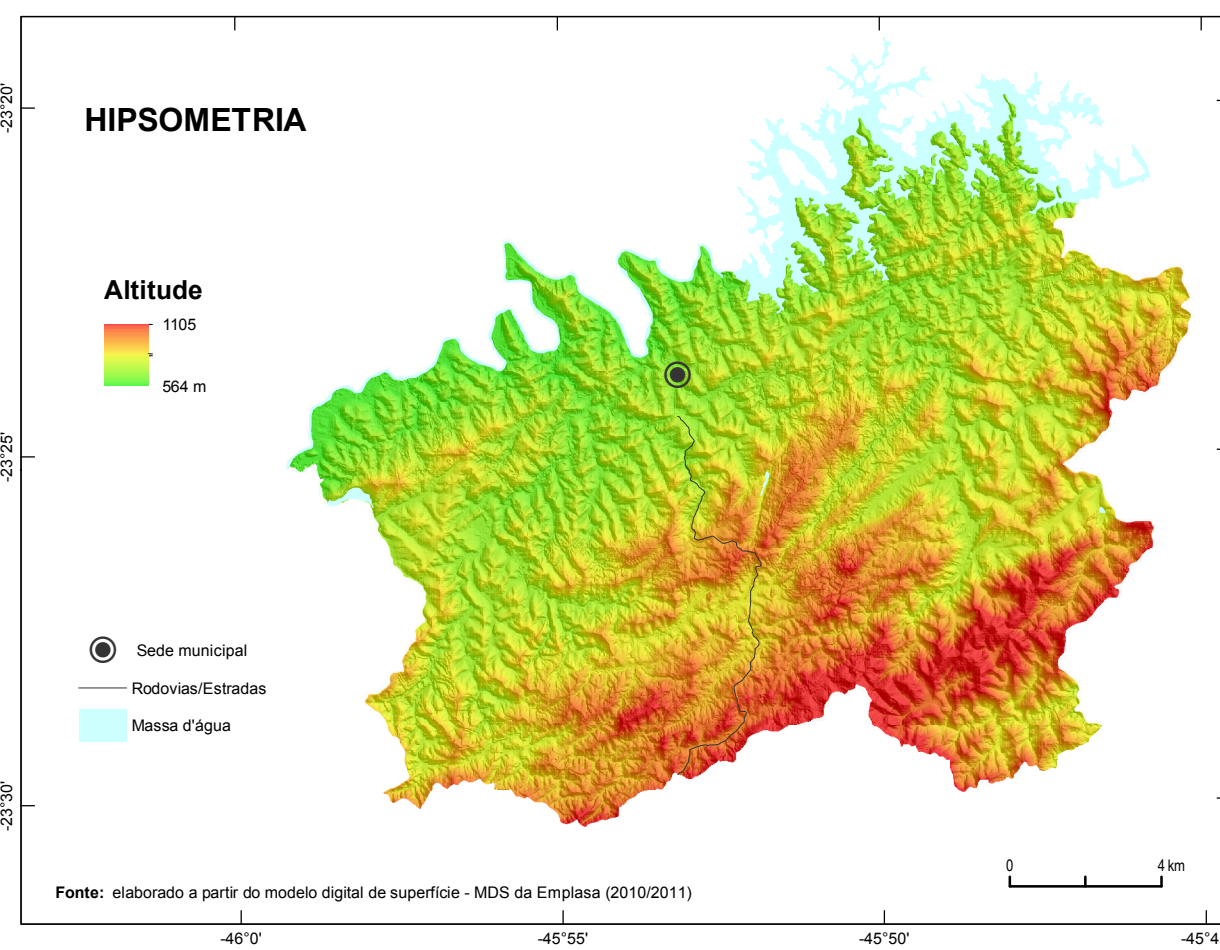 HIPSOMETRIA
Altitude
1105
564 m
Sede municipal
Rodovias/Estradas
Massa d'água
Fonte: elaborado a partir do modelo digital de superfície - MDS da Emplasa (2010/2011)
0 4 km
-23°20'
-23°25'
-23°30'
-46°0' -45°55' -45°50' -45°4